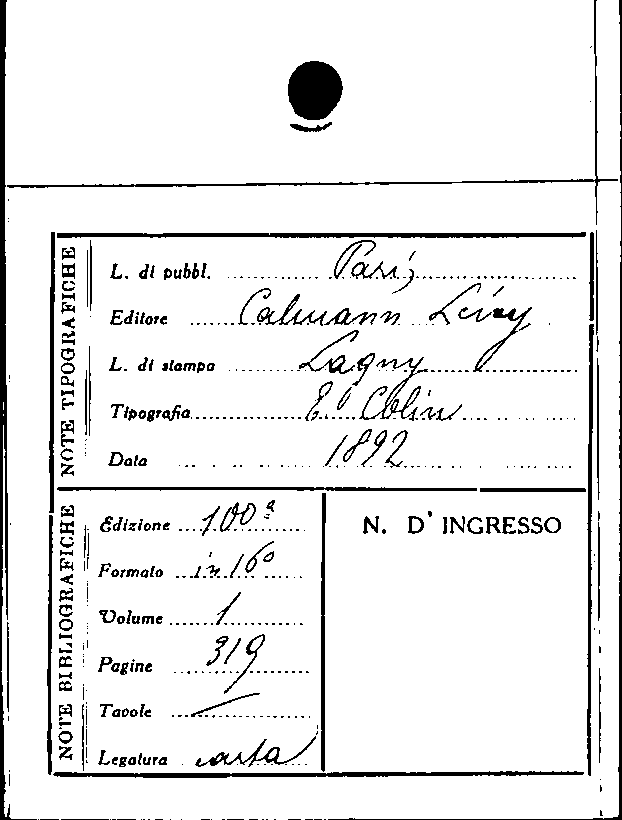 NOTE TIPOGRAFICHE
L. di pubbl. Paris
Editore Calmann Lévy
L. di stampa Lagny
Tipografia E. Colin
Data 1892
NOTE BIBLIOGRAFICHE
Edizione 100ª
Formato in 16º
Volume 1
Pagine 319
Tavole —
Legatura carta
N. D'INGRESSO